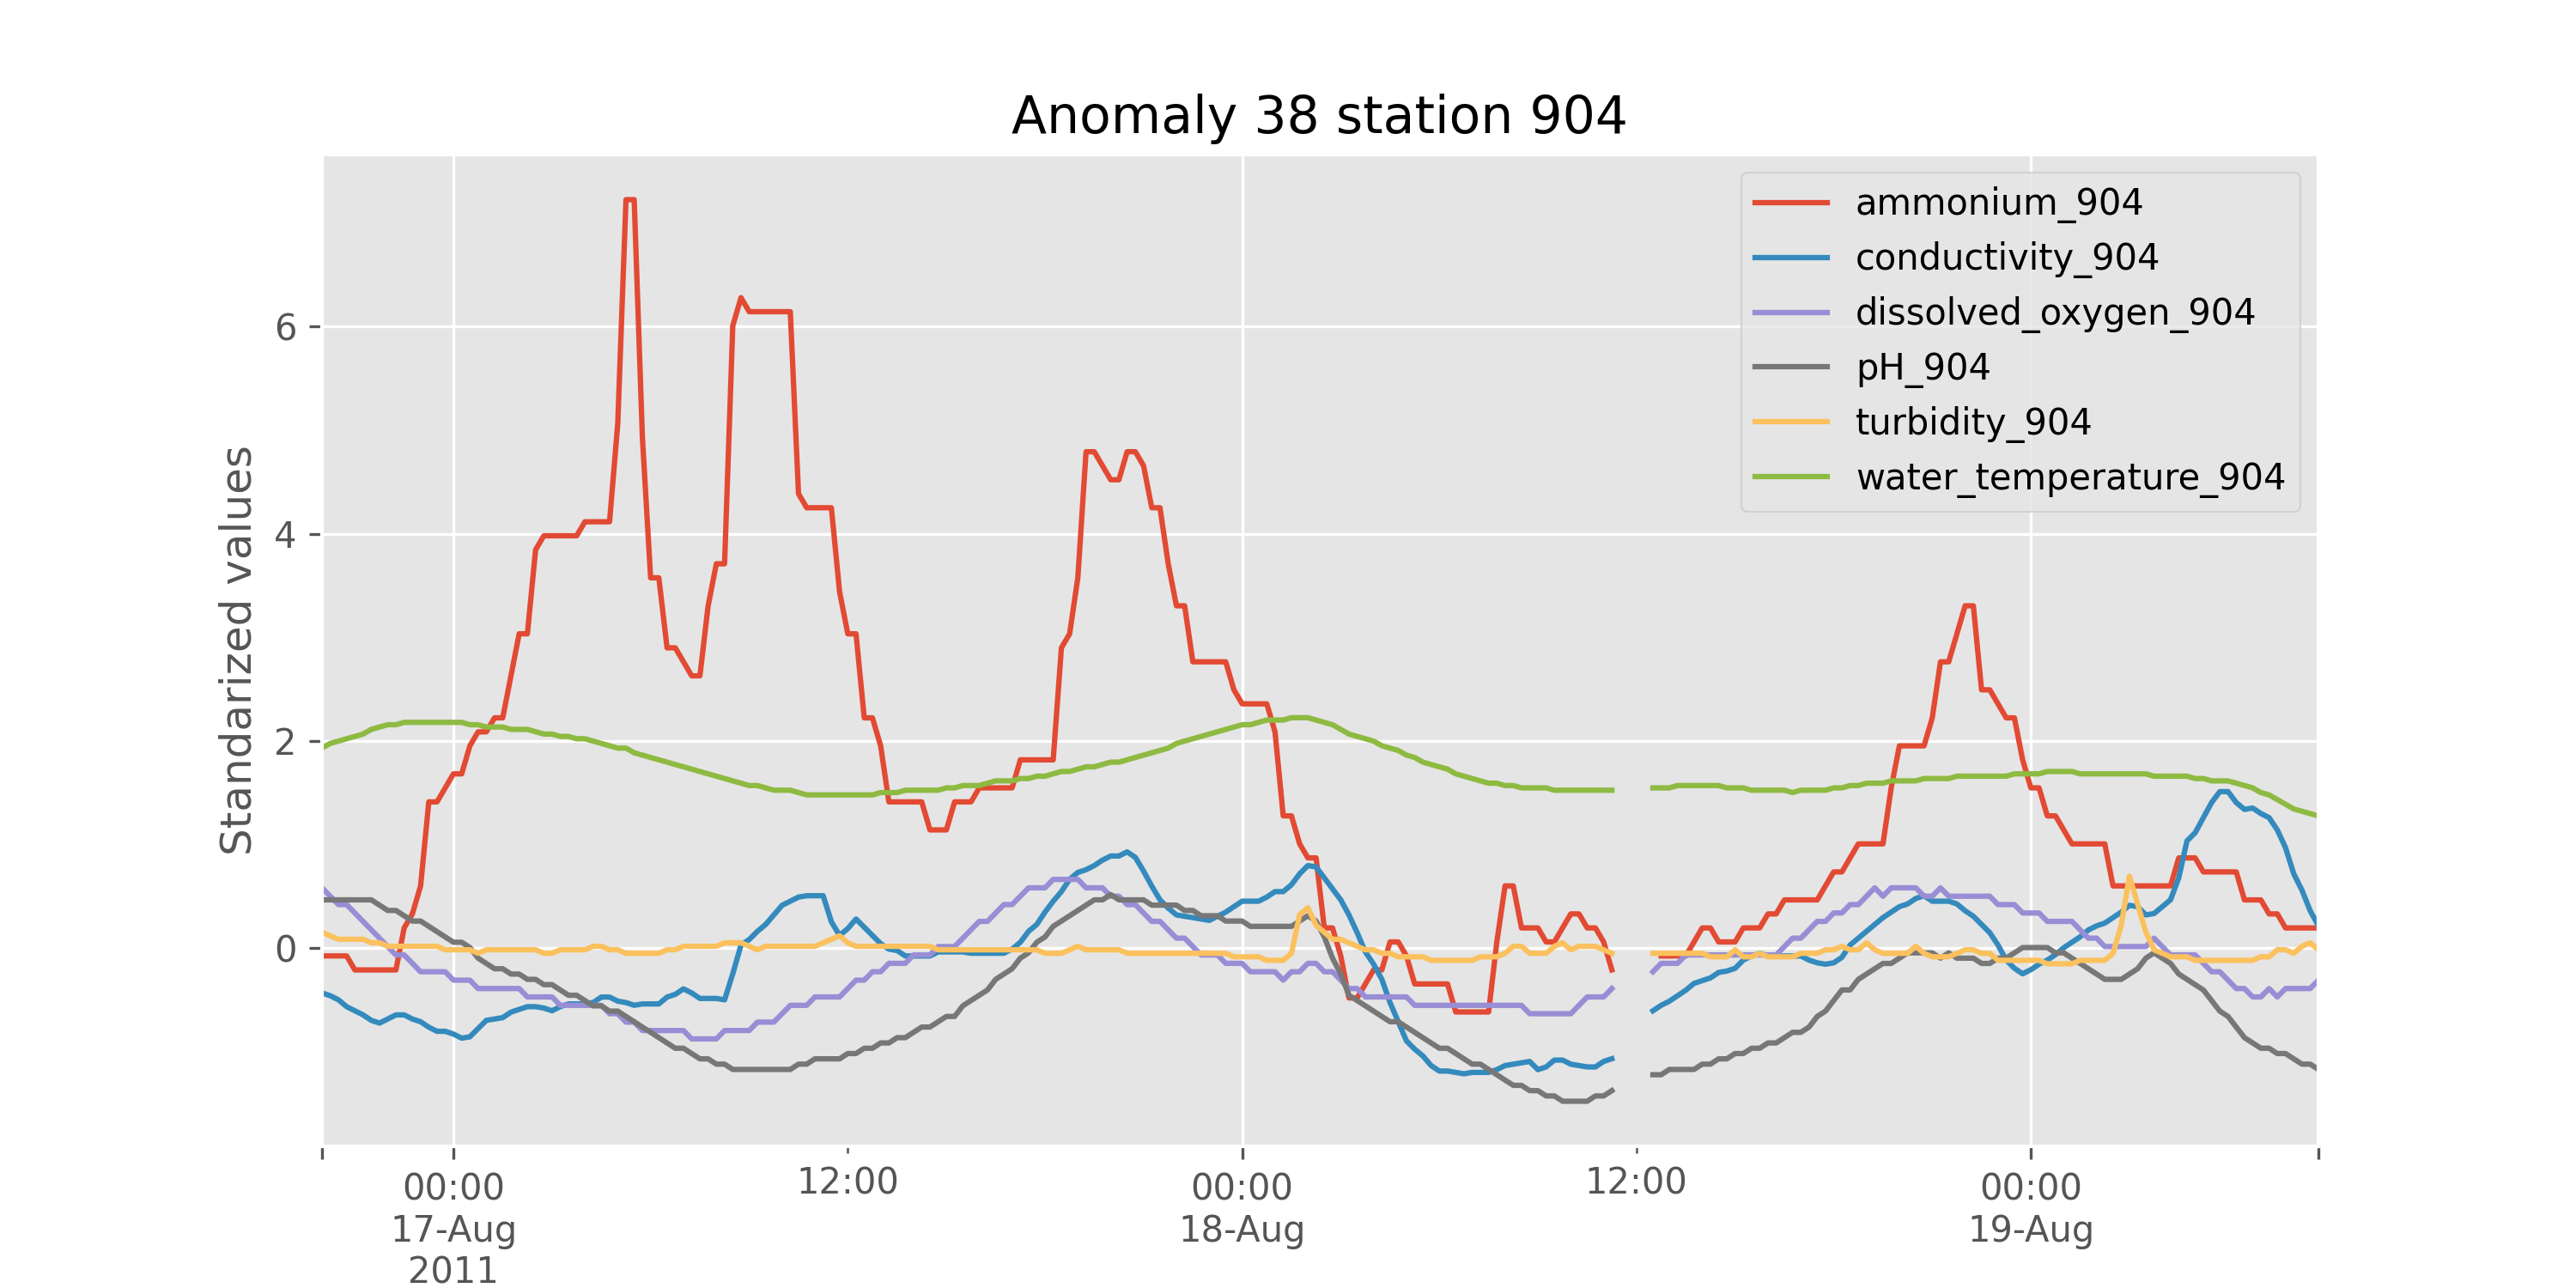 Anomaly 38 station 904
ammonium_904
conductivity_904
dissolved_oxygen_904
pH_904
turbidity_904
water_temperature_904
Standarized values
6
4
2
0
00:00
17-Aug
2011
12:00
00:00
18-Aug
12:00
00:00
19-Aug